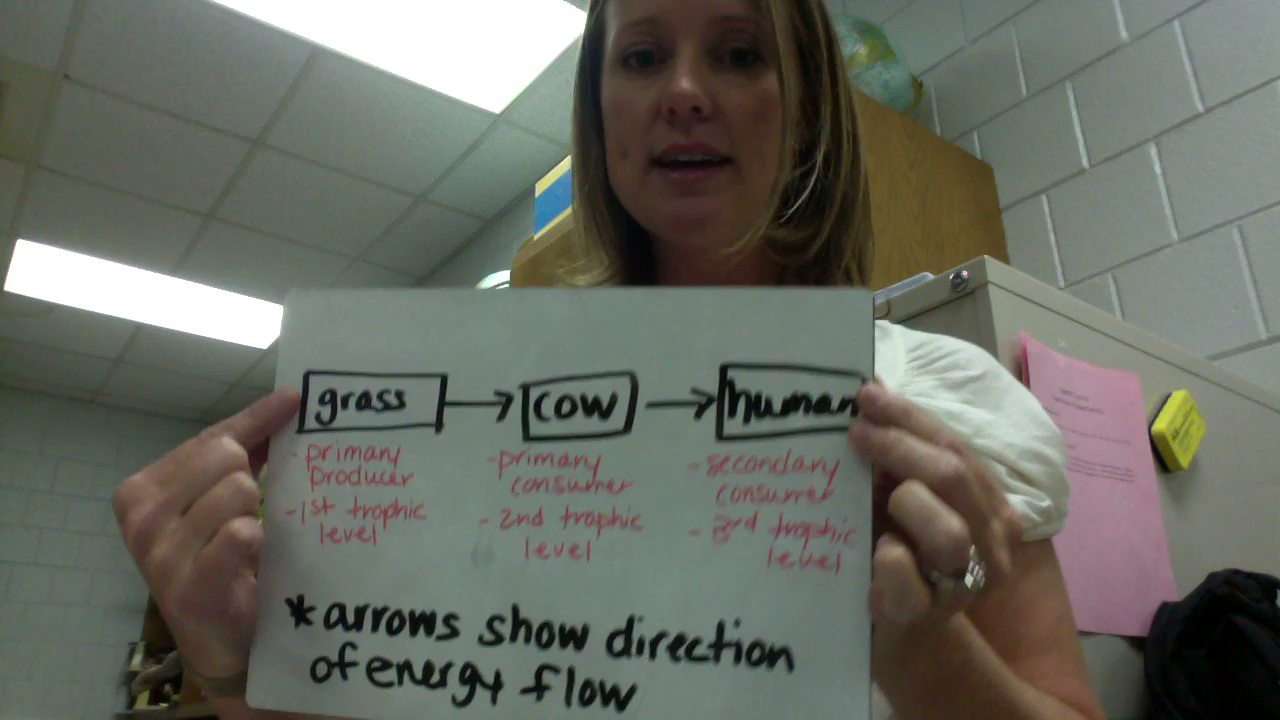 grass → cow → human
- primary producer
- 1st trophic level
- primary consumer
- 2nd trophic level
- secondary consumer
- 3rd trophic level
* arrows show direction
of energy flow